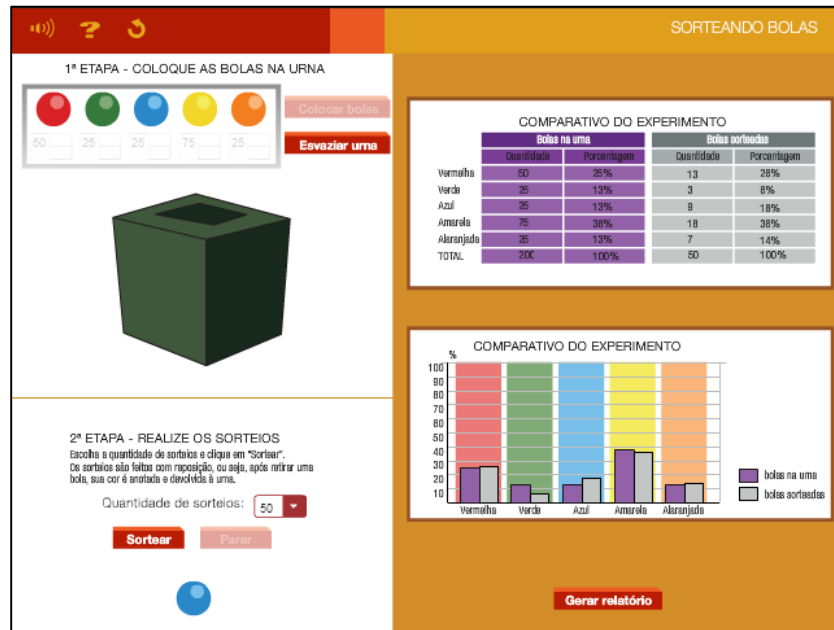 SORTEANDO BOLAS
1ª ETAPA - COLOQUE AS BOLAS NA URNA
Colocar bolas
50 25 25 75 25
Esvaziar urna
2ª ETAPA - REALIZE OS SORTEIOS
Escolha a quantidade de sorteios e clique em "Sortear".
Os sorteios são feitos com reposição, ou seja, após retirar uma
bola, sua cor é anotada e devolvida à urna.
Quantidade de sorteios: 50
Sortear Parar
COMPARATIVO DO EXPERIMENTO
Bolas na urna Bolas sorteadas
Quantidade Porcentagem Quantidade Porcentagem
Vermelha 50 25% 13 26%
Verde 25 13% 3 6%
Azul 25 13% 9 18%
Amarela 75 38% 18 36%
Alaranjada 25 13% 7 14%
TOTAL 200 100% 50 100%
COMPARATIVO DO EXPERIMENTO
%
100
90
80
70
60
50
40
30
20
10
Vermelha Verde Azul Amarela Alaranjada
bolas na urna
bolas sorteadas
Gerar relatório